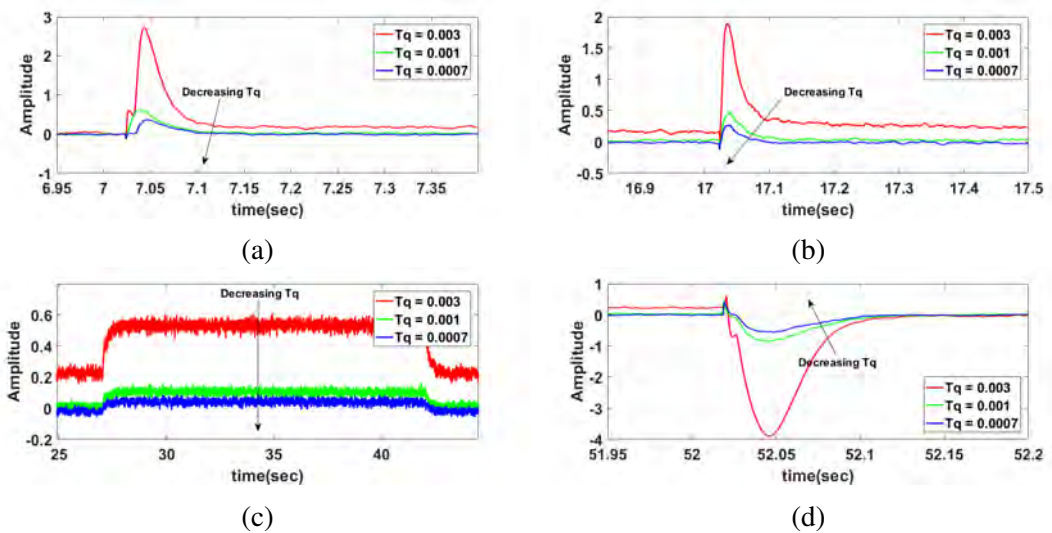 3
2
1
0
-1
Amplitude
Tq = 0.003
Tq = 0.001
Tq = 0.0007
Decreasing Tq
6.95 7 7.05 7.1 7.15 7.2 7.25 7.3 7.35
time(sec)
(a)
2
1.5
1
0.5
0
-0.5
Amplitude
Tq = 0.003
Tq = 0.001
Tq = 0.0007
Decreasing Tq
16.9 17 17.1 17.2 17.3 17.4 17.5
time(sec)
(b)
0.6
0.4
0.2
0
-0.2
Amplitude
Decreasing Tq
Tq = 0.003
Tq = 0.001
Tq = 0.0007
25 30 35 40
time(sec)
(c)
1
0
-1
-2
-3
-4
Amplitude
Decreasing Tq
Tq = 0.003
Tq = 0.001
Tq = 0.0007
51.95 52 52.05 52.1 52.15 52.2
time(sec)
(d)